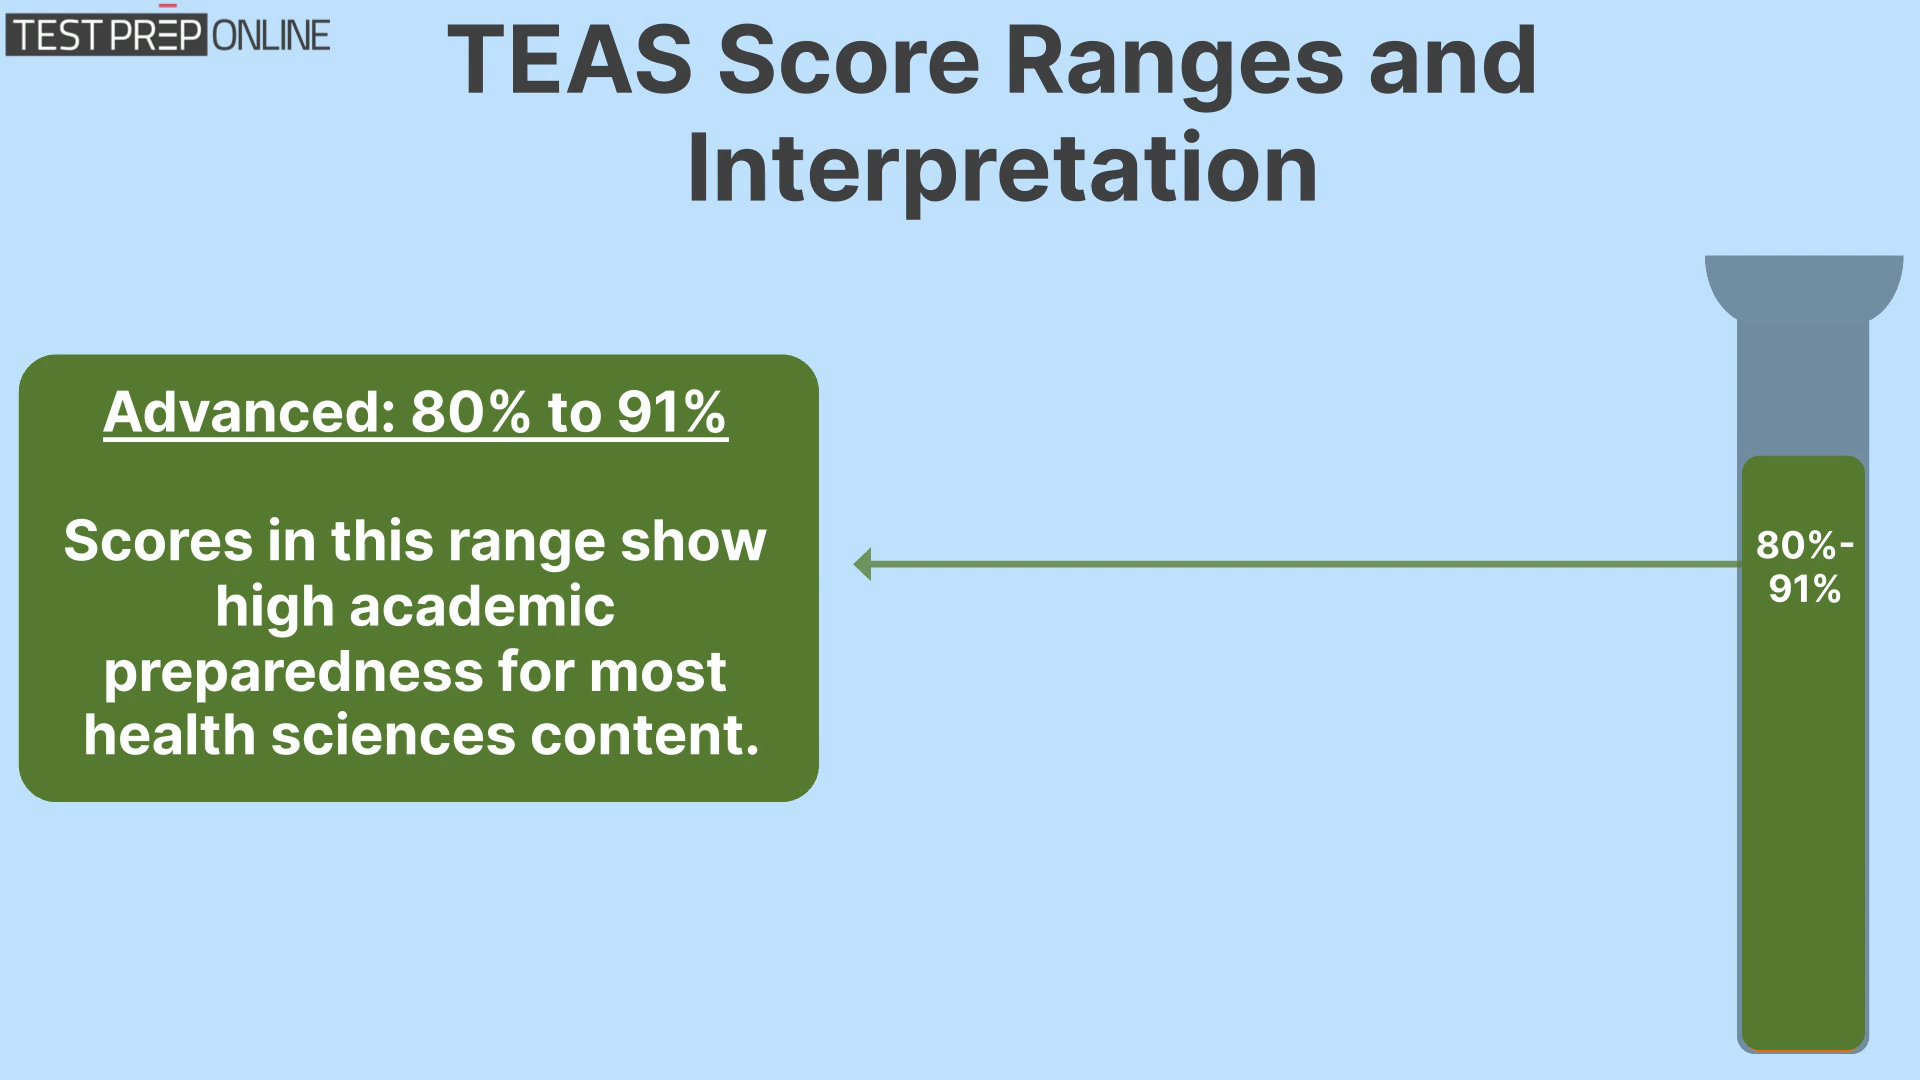 TEST PREP ONLINE
TEAS Score Ranges and
Interpretation
Advanced: 80% to 91%
Scores in this range show
high academic
preparedness for most
health sciences content.
80%-
91%